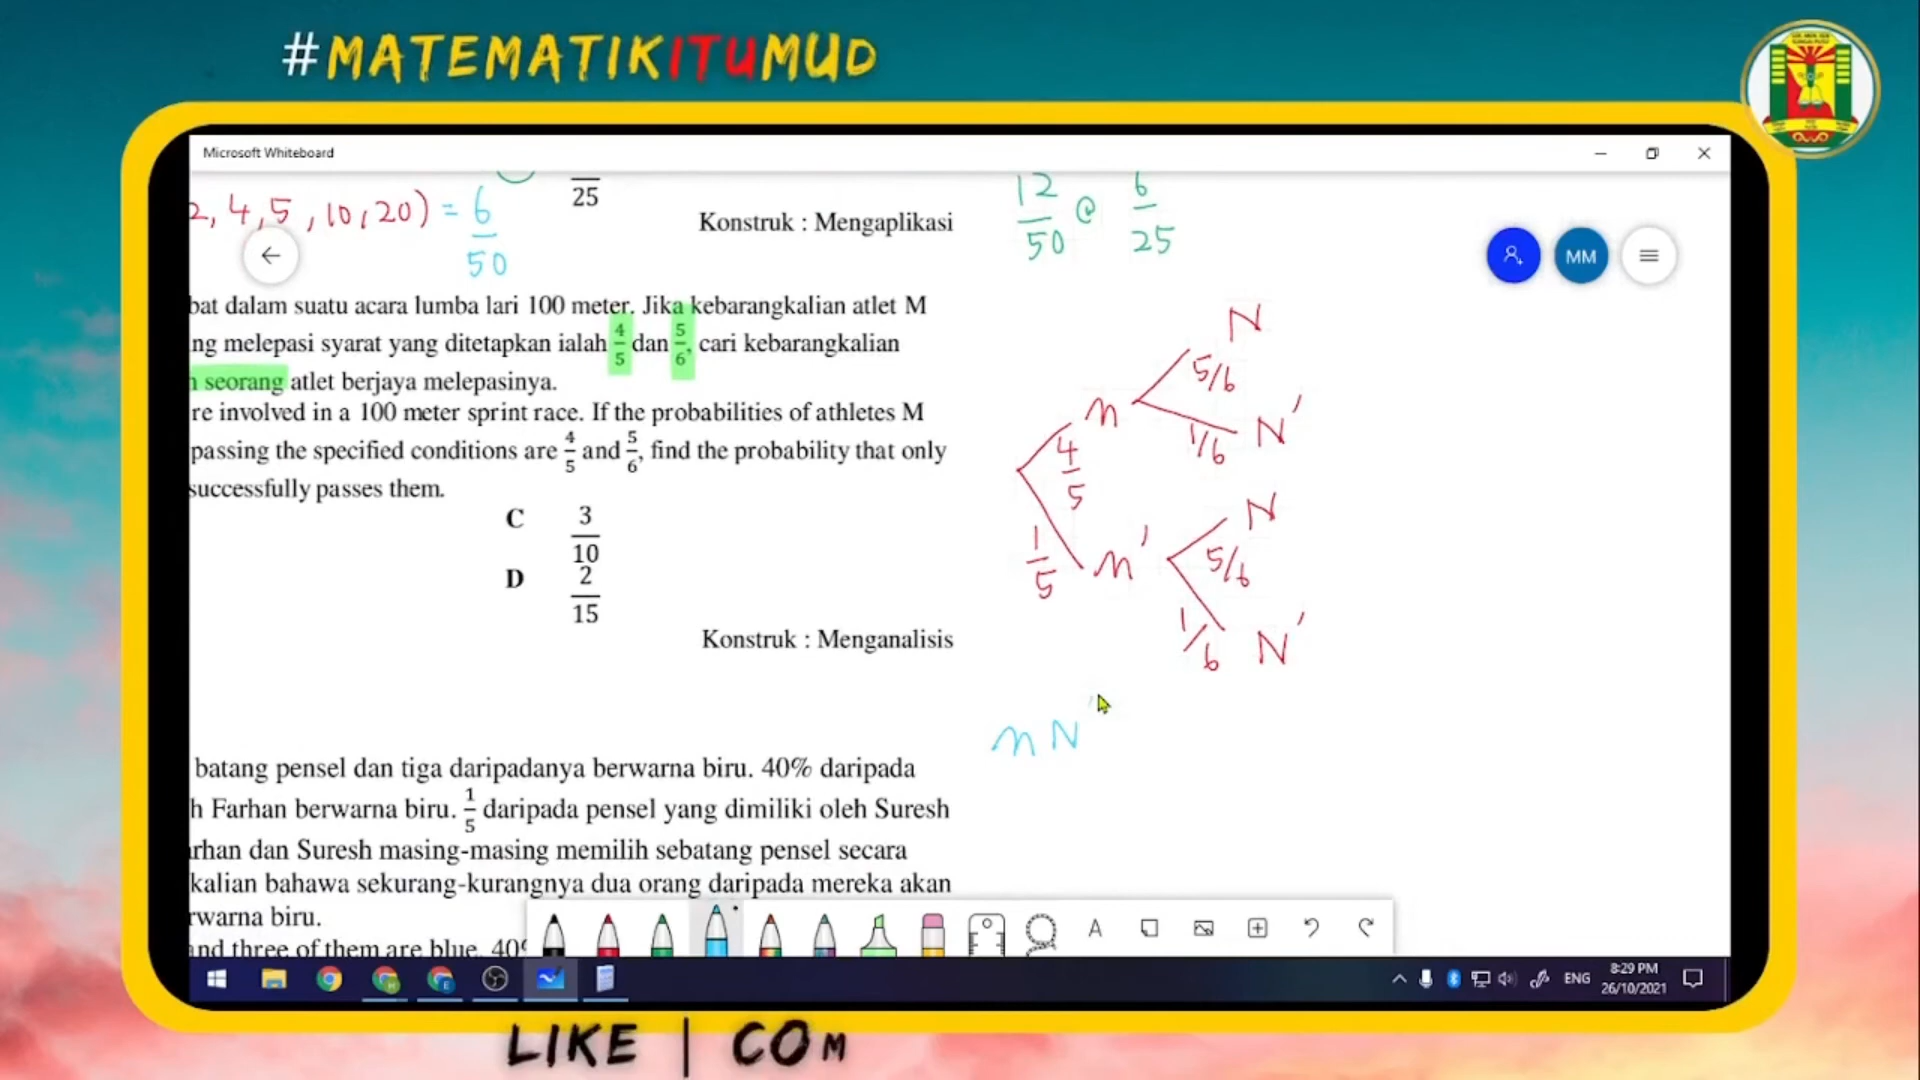 #MATEMATIKITUMUD
Microsoft Whiteboard
2, 4, 5, 10, 20) = 6/50
25
Konstruk : Mengaplikasi
12/50 @ 6/25
MM
bat dalam suatu acara lumba lari 100 meter. Jika kebarangkalian atlet M
ng melepasi syarat yang ditetapkan ialah 4/5 dan 5/6, cari kebarangkalian
seorang atlet berjaya melepasinya.
re involved in a 100 meter sprint race. If the probabilities of athletes M
passing the specified conditions are 4/5 and 5/6, find the probability that only
successfully passes them.
C 3/10
D 2/15
Konstruk : Menganalisis
N
5/6
M
1/6 N'
4/5
N
1/5 M' 5/6
1/6 N'
M N'
batang pensel dan tiga daripadanya berwarna biru. 40% daripada
h Farhan berwarna biru. 1/5 daripada pensel yang dimiliki oleh Suresh
arhan dan Suresh masing-masing memilih sebatang pensel secara
kalian bahawa sekurang-kurangnya dua orang daripada mereka akan
rwarna biru.
and three of them are blue. 40
A
ENG
8:29 PM
26/10/2021
LIKE | COM